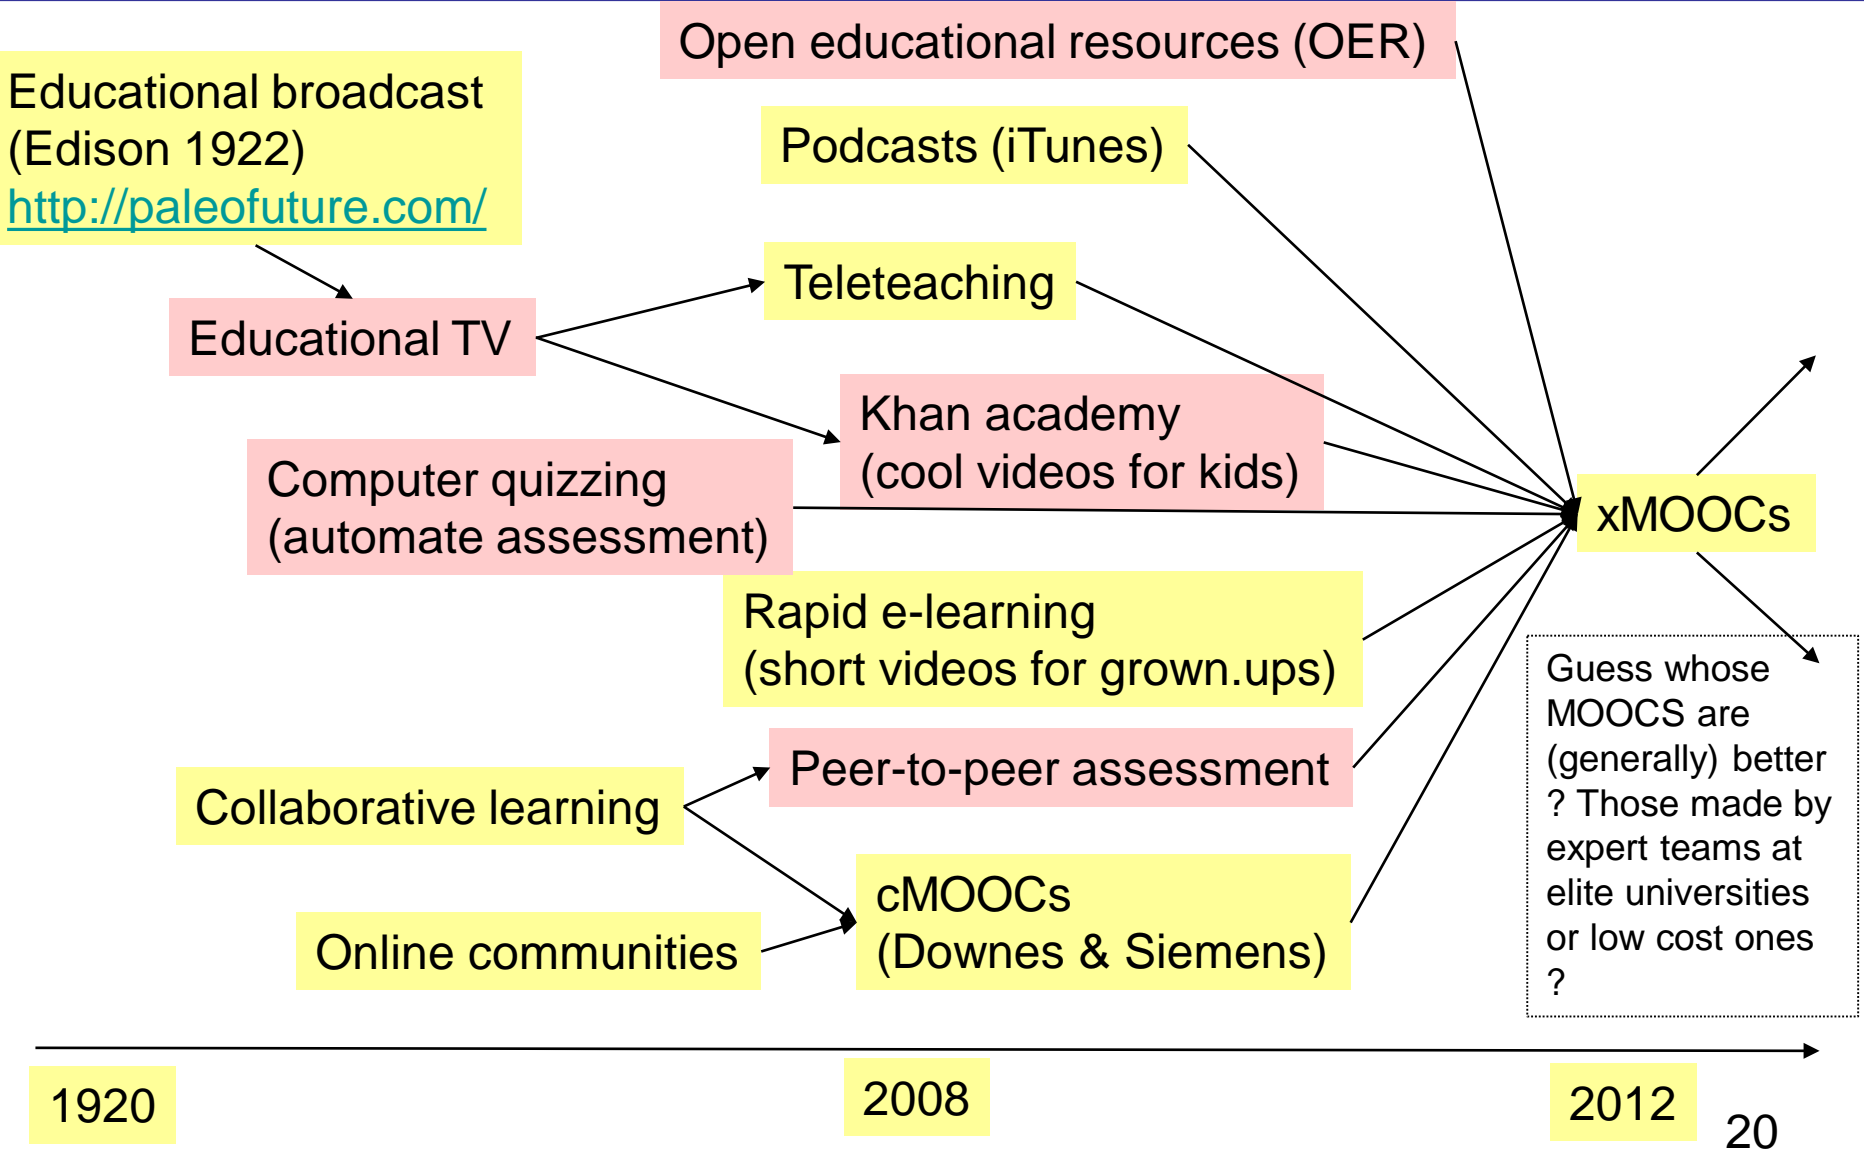 Open educational resources (OER)
Educational broadcast
(Edison 1922)
http://paleofuture.com/
Podcasts (iTunes)
Teleteaching
Educational TV
Khan academy
(cool videos for kids)
Computer quizzing
(automate assessment)
xMOOCs
Rapid e-learning
(short videos for grown.ups)
Guess whose
MOOCS are
(generally) better
? Those made by
expert teams at
elite universities
or low cost ones
?
Peer-to-peer assessment
Collaborative learning
cMOOCs
(Downes & Siemens)
Online communities
1920
2008
2012
20